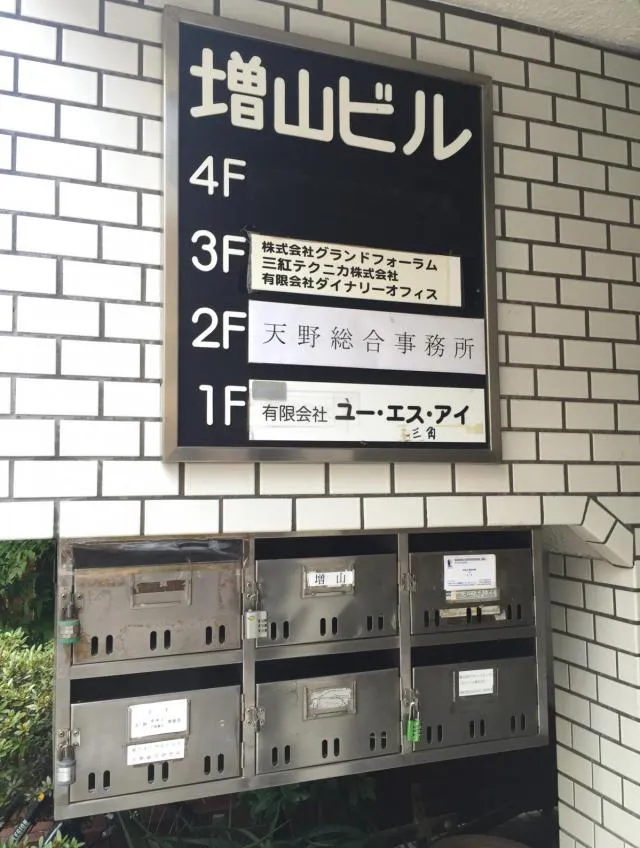 増山ビル
4F
3F
株式会社グランドフォーラム
三紅テクニカ株式会社
有限会社ダイナリーオフィス
2F
天野総合事務所
1F
有限会社 ユー・エス・アイ
三角
増山